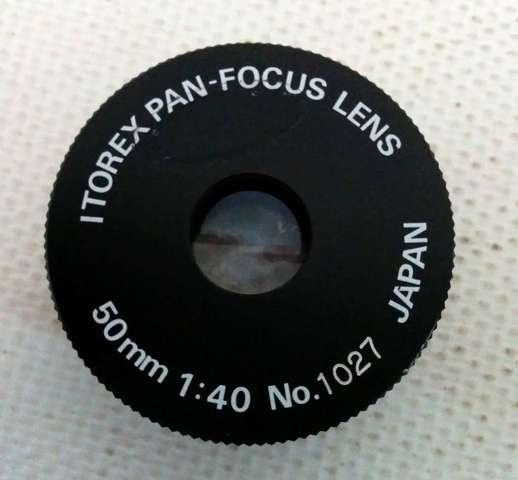 ITOREX PAN-FOCUS LENS
50mm 1:40 No.1027 JAPAN